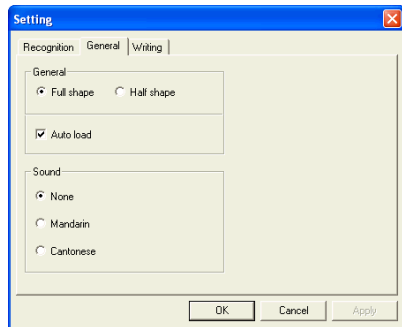 Setting
Recognition General Writing
General
Full shape Half shape
Auto load
Sound
None
Mandarin
Cantonese
OK Cancel Apply